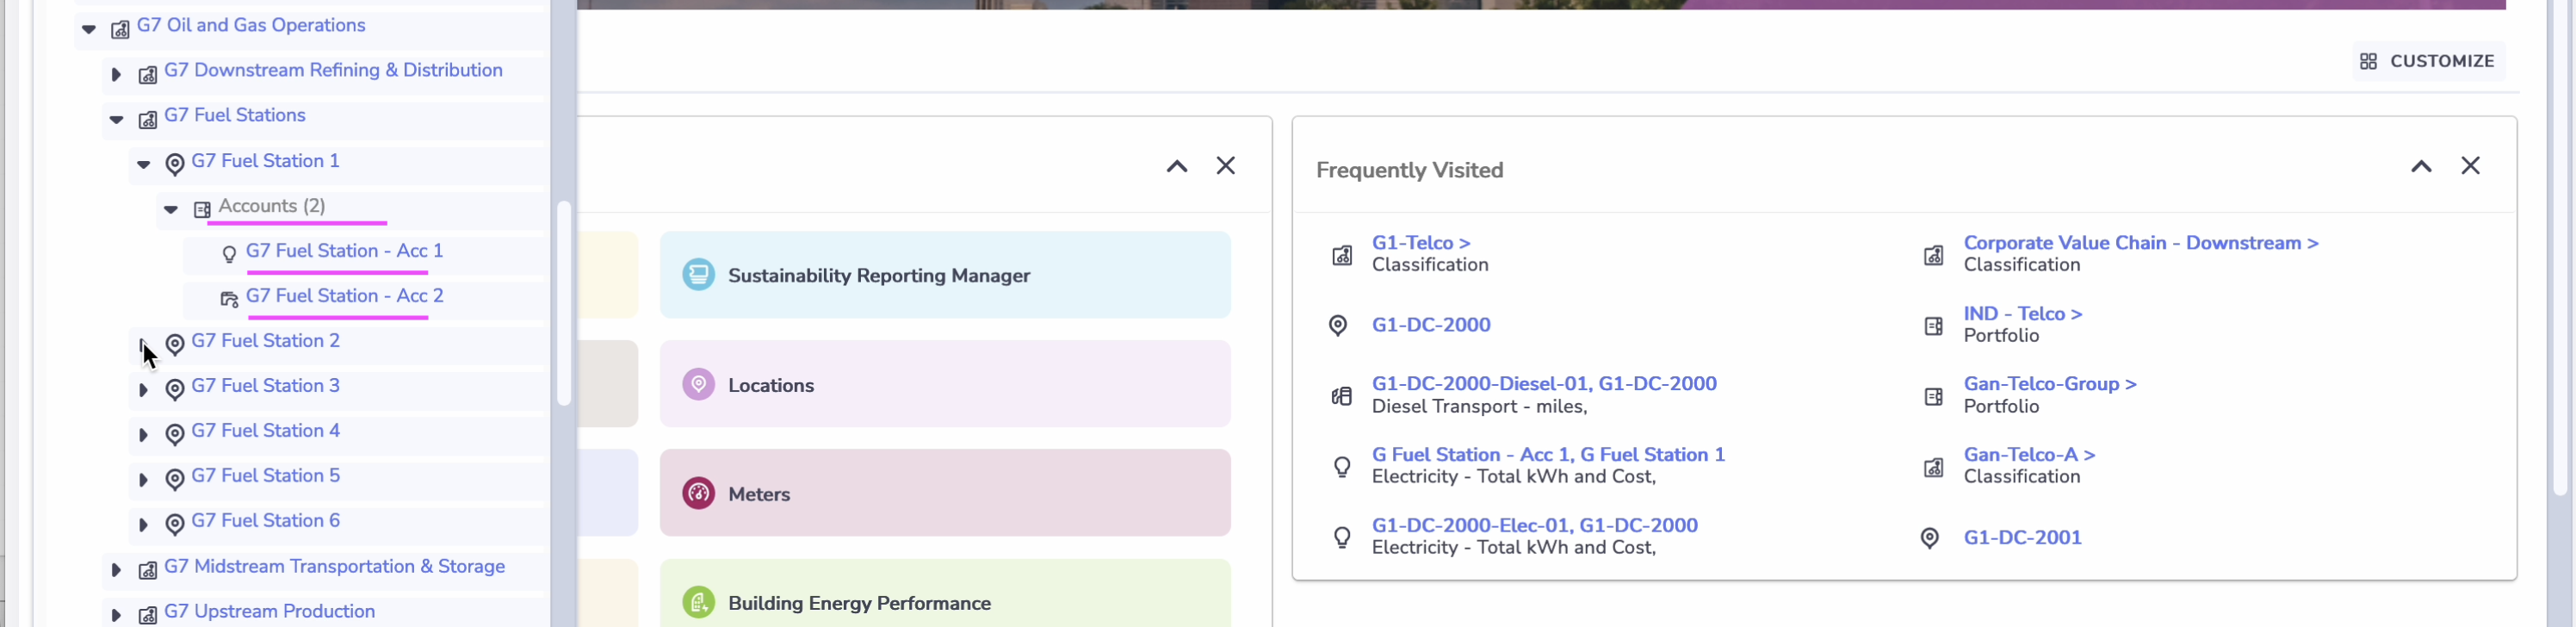 G7 Oil and Gas Operations
G7 Downstream Refining & Distribution
G7 Fuel Stations
G7 Fuel Station 1
Accounts (2)
G7 Fuel Station - Acc 1
G7 Fuel Station - Acc 2
G7 Fuel Station 2
G7 Fuel Station 3
G7 Fuel Station 4
G7 Fuel Station 5
G7 Fuel Station 6
G7 Midstream Transportation & Storage
G7 Upstream Production
CUSTOMIZE
Sustainability Reporting Manager
Locations
Meters
Building Energy Performance
Frequently Visited
G1-Telco >
Classification
G1-DC-2000
G1-DC-2000-Diesel-01, G1-DC-2000
Diesel Transport - miles,
G Fuel Station - Acc 1, G Fuel Station 1
Electricity - Total kWh and Cost,
G1-DC-2000-Elec-01, G1-DC-2000
Electricity - Total kWh and Cost,
Corporate Value Chain - Downstream >
Classification
IND - Telco >
Portfolio
Gan-Telco-Group >
Portfolio
Gan-Telco-A >
Classification
G1-DC-2001